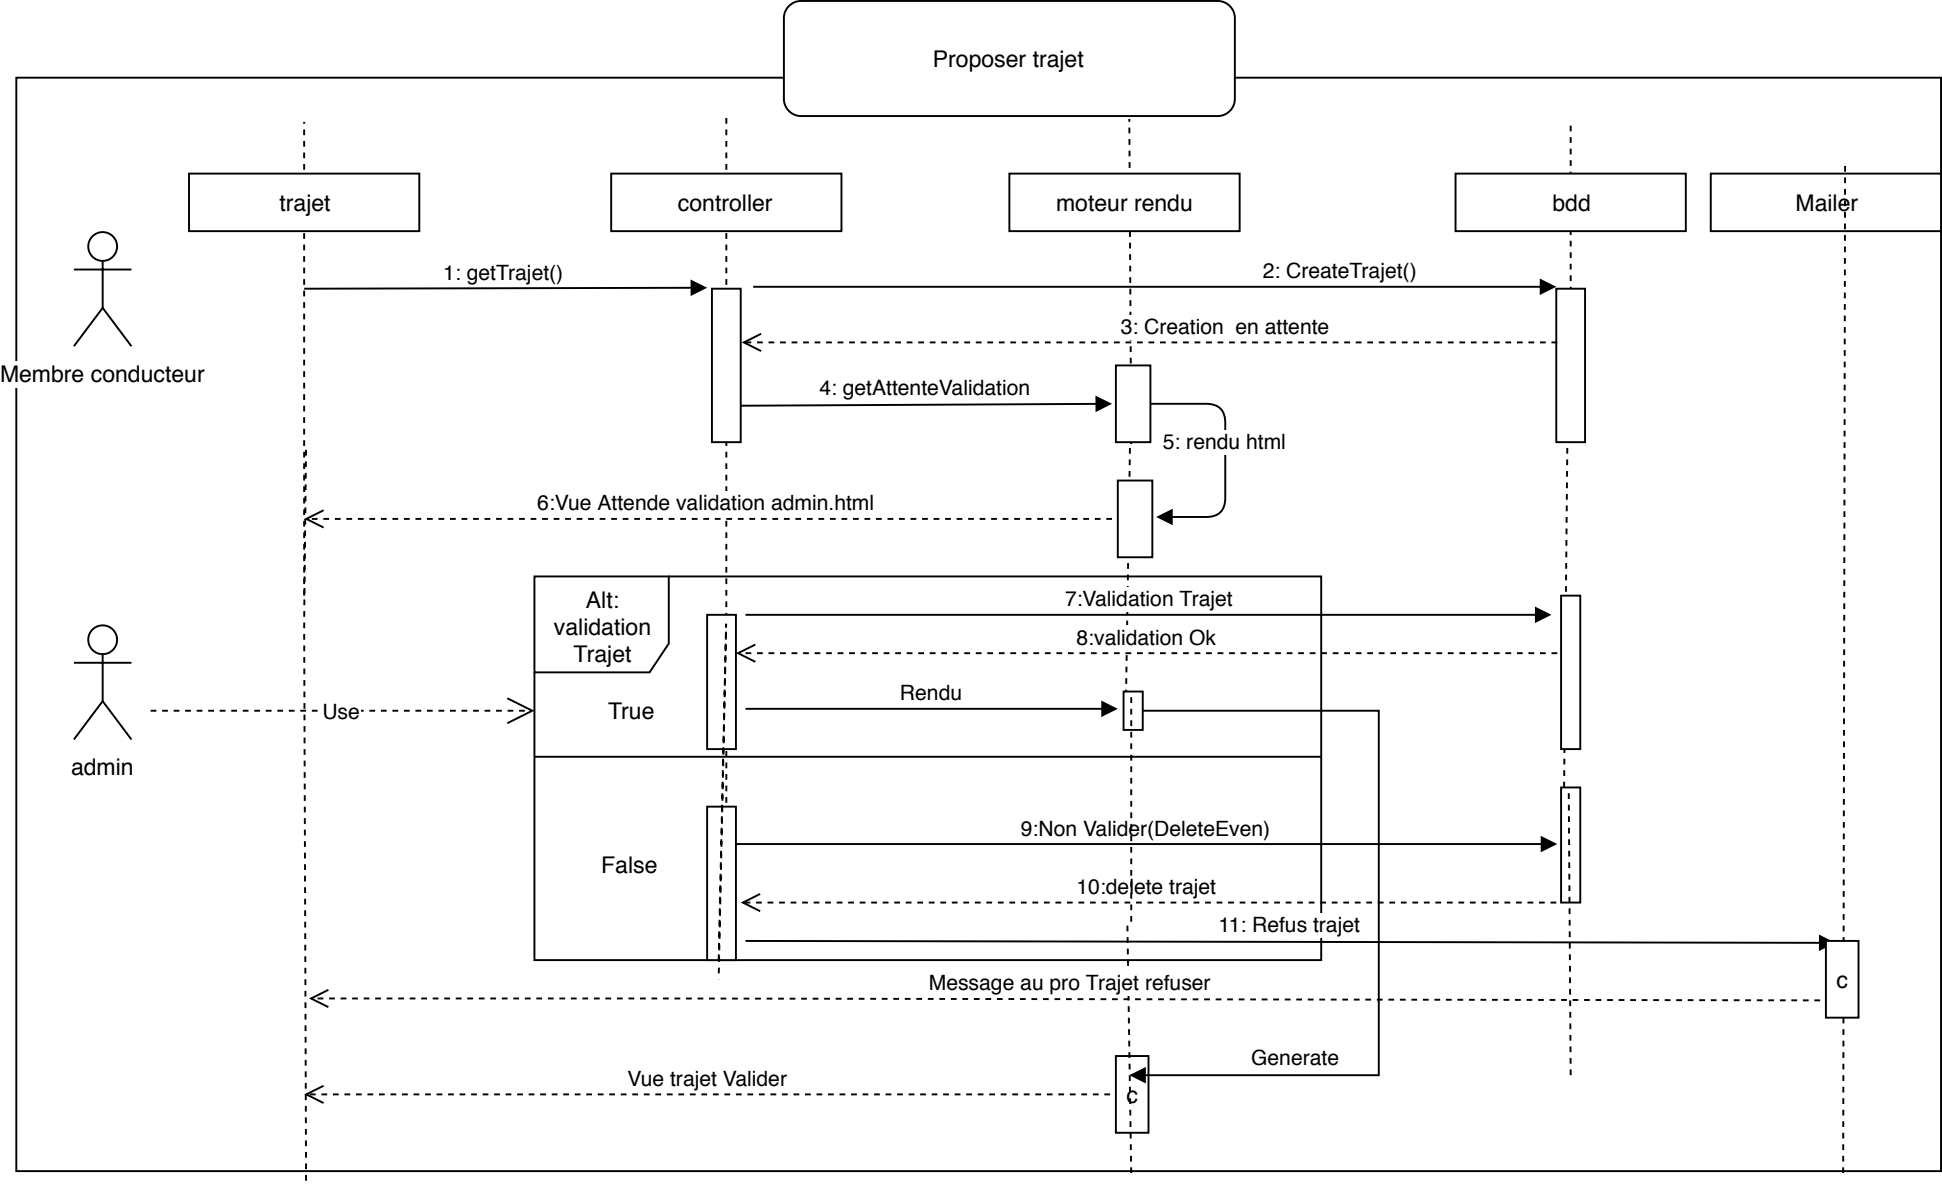 Proposer trajet
trajet
controller
moteur rendu
bdd
Mailer
1: getTrajet()
2: CreateTrajet()
3: Creation  en attente
Membre conducteur
4: getAttenteValidation
5: rendu html
6:Vue Attende validation admin.html
Alt:
validation
Trajet
7:Validation Trajet
8:validation Ok
Rendu
Use
True
admin
9:Non Valider(DeleteEven)
False
10:delete trajet
11: Refus trajet
c
Message au pro Trajet refuser
Generate
Vue trajet Valider
c